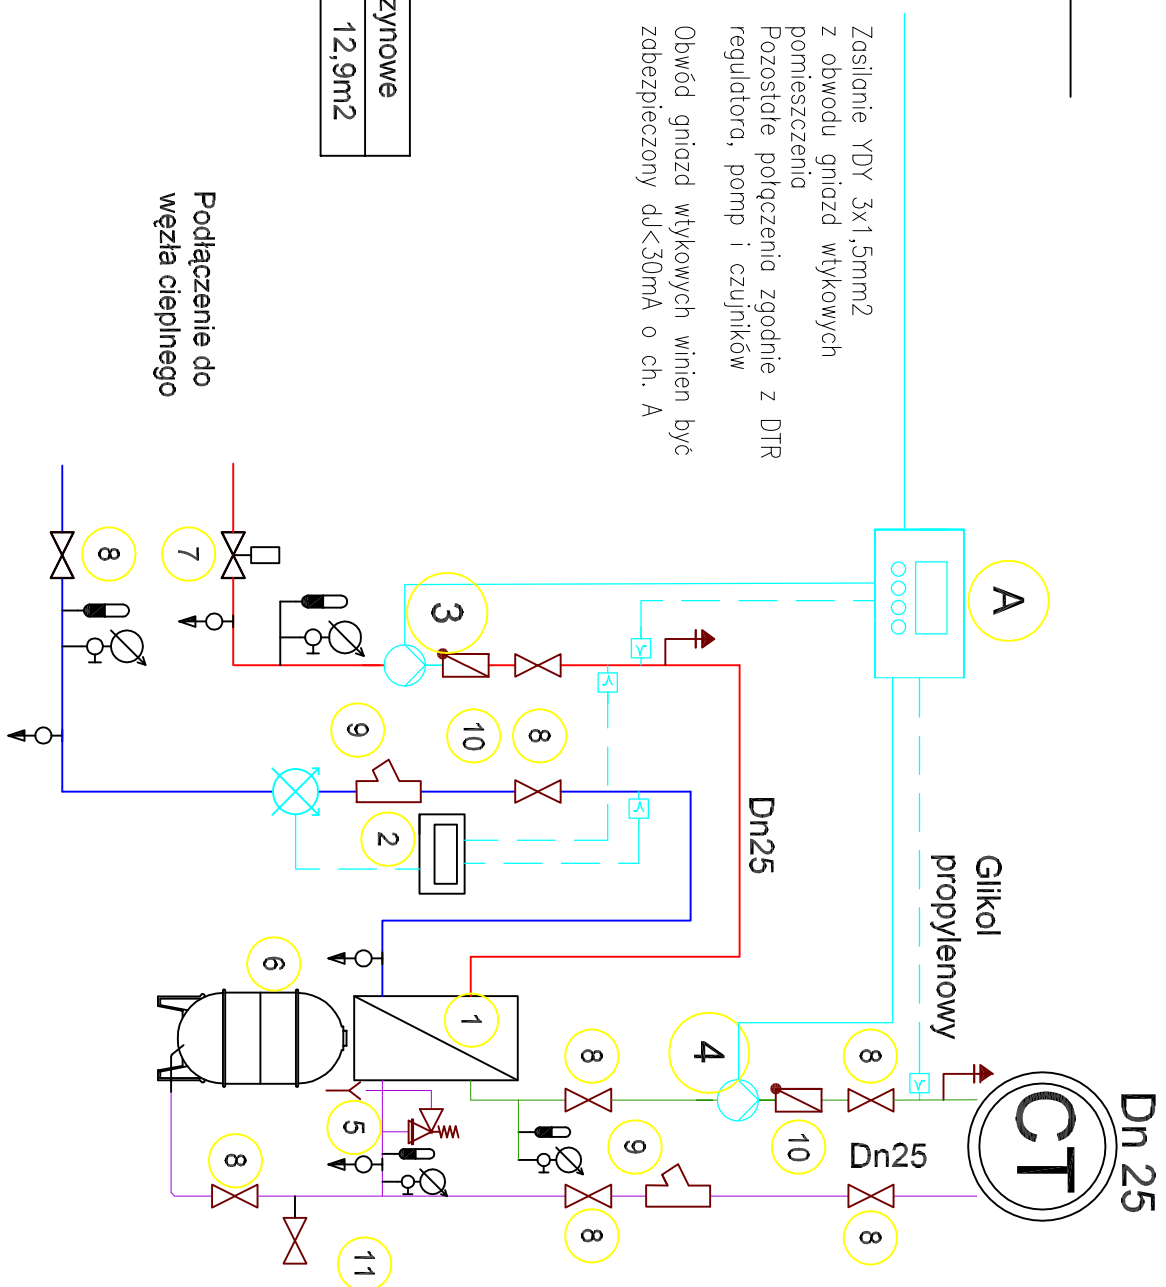 Zasilanie YDY 3x1,5mm2
z obwodu gniazd wtykowych
pomieszczenia
Pozostałe połączenia zgodnie z DTR
regulatora, pomp i czujników
Obwód gniazd wtykowych winien być
zabezpieczony dJ<30mA o ch. A
zynowe
12,9m2
Podłączenie do
węzła cieplnego
A
Glikol
propylenowy
Dn 25
CT
Dn25
Dn25
8
7
3
9
10
8
2
6
1
4
8
8
5
9
10
8
8
8
11